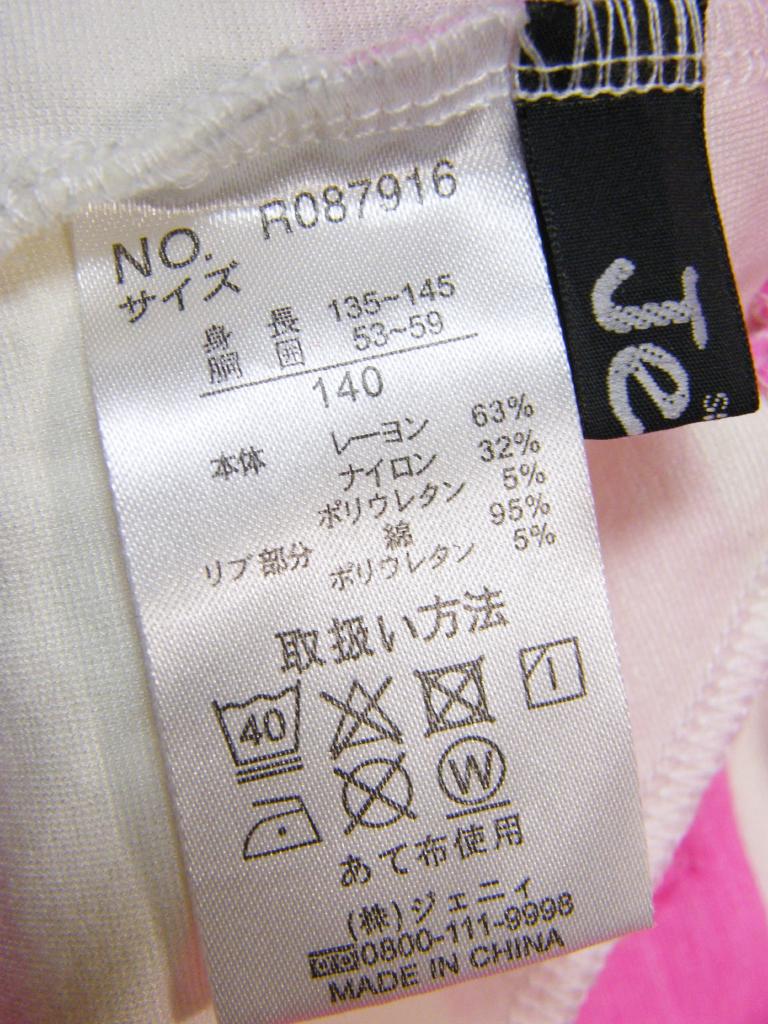 NO. R087916
サイズ
身長 135~145
胴囲 53~59
140
本体 レーヨン 63%
ナイロン 32%
ポリウレタン 5%
リブ部分 綿 95%
ポリウレタン 5%
取扱い方法
40
W
あて布使用
(株)ジェニィ
0800-111-9998
MADE IN CHINA
Je